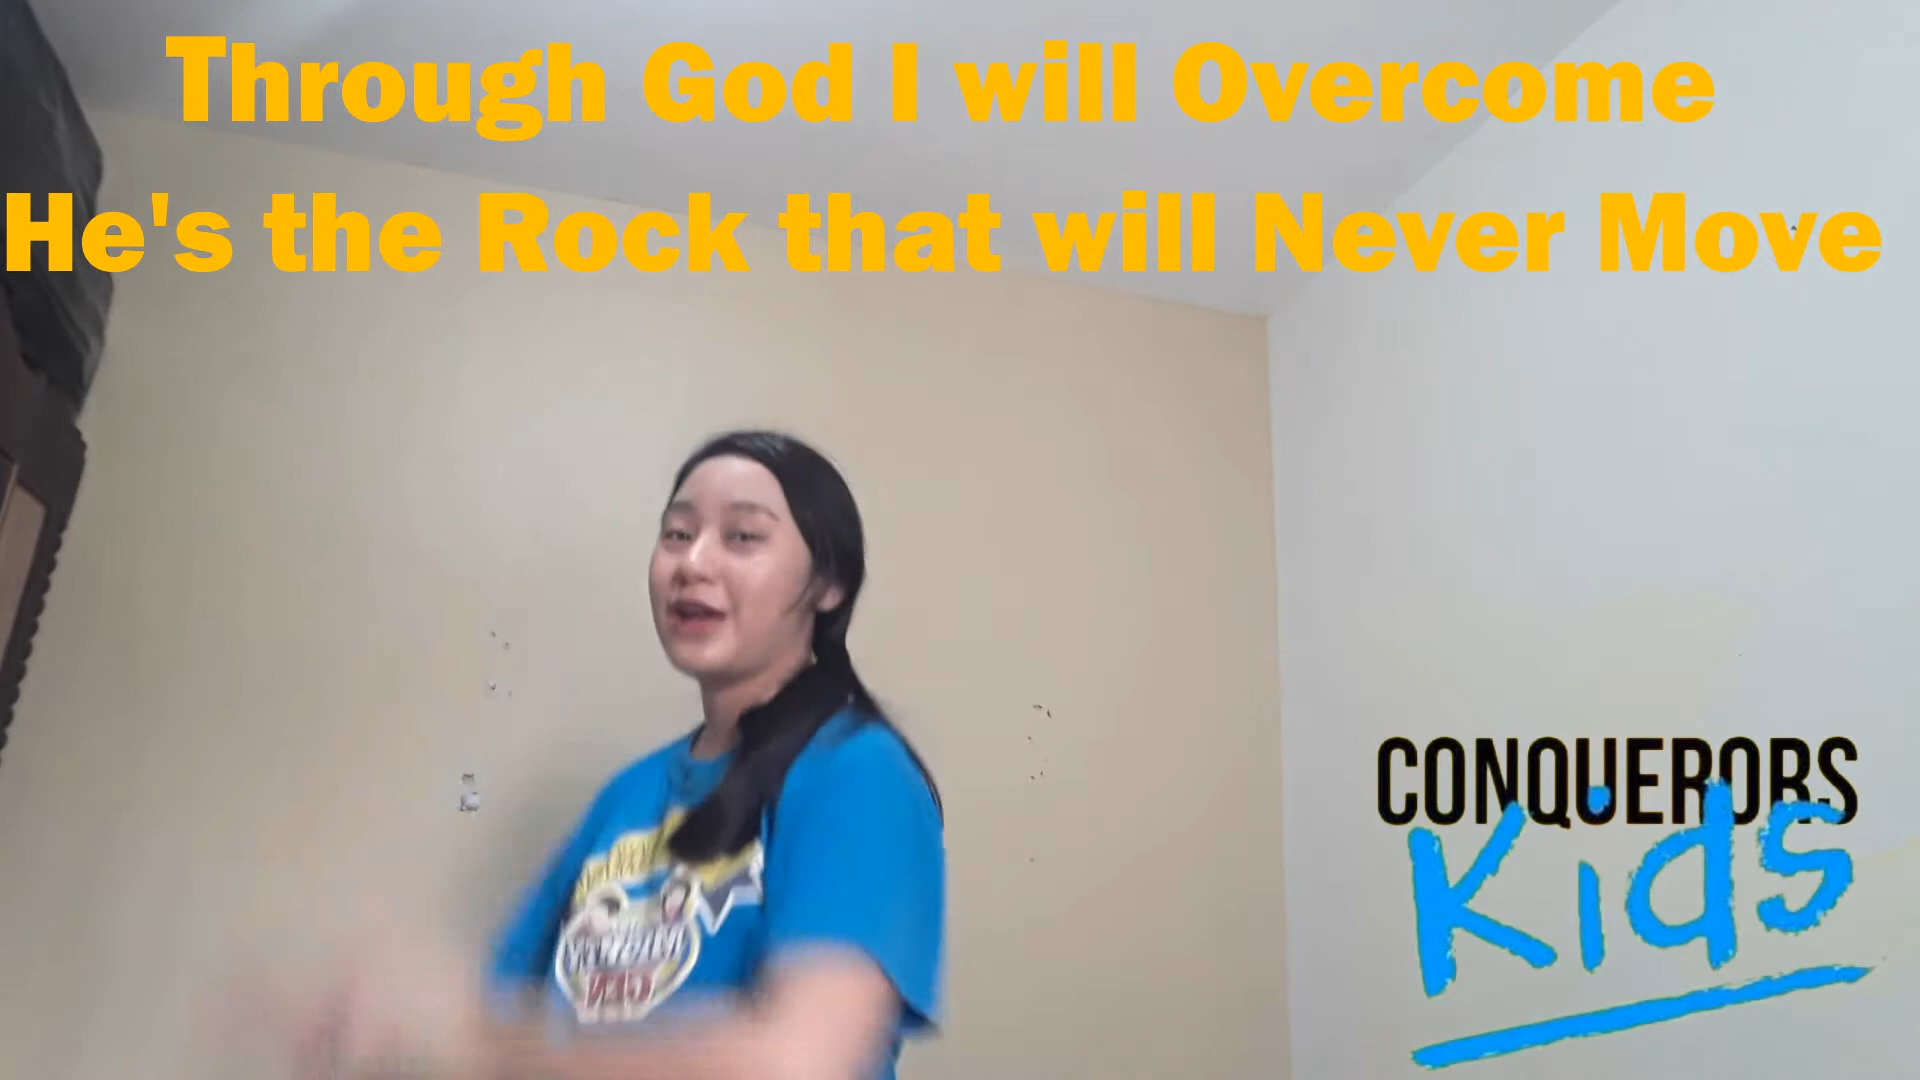 Through God I will Overcome
He's the Rock that will Never Move
CONQUERORS
Kids